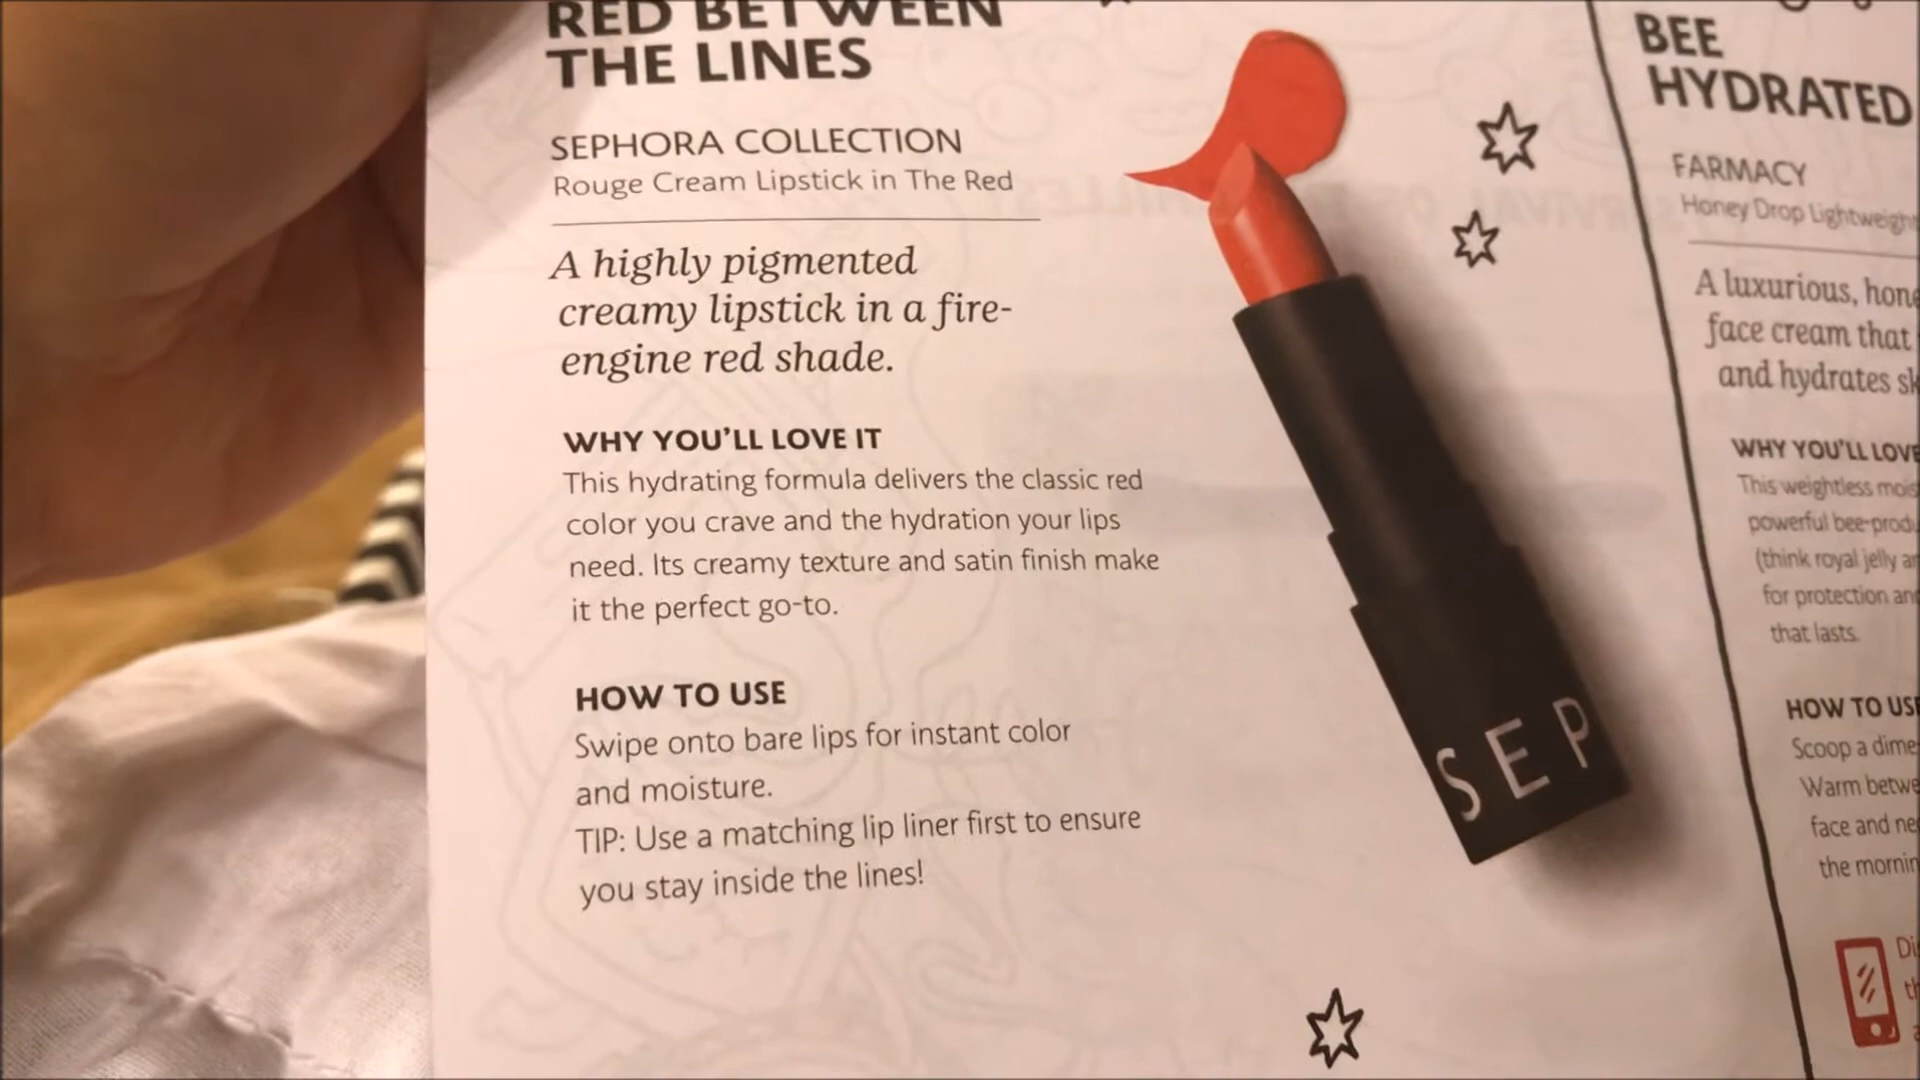 RED BETWEEN
THE LINES
SEPHORA COLLECTION
Rouge Cream Lipstick in The Red
A highly pigmented
creamy lipstick in a fire-
engine red shade.
WHY YOU'LL LOVE IT
This hydrating formula delivers the classic red
color you crave and the hydration your lips
need. Its creamy texture and satin finish make
it the perfect go-to.
HOW TO USE
Swipe onto bare lips for instant color
and moisture.
TIP: Use a matching lip liner first to ensure
you stay inside the lines!
SEP
BEE
HYDRATED
FARMACY
Honey Drop Lightweight
A luxurious,
face cream that
and hydrates
WHY YOU'LL LOVE
This weightless
powerful
(think royal jelly
for protection
that lasts.
HOW TO USE
Scoop a
Warm
face and
the